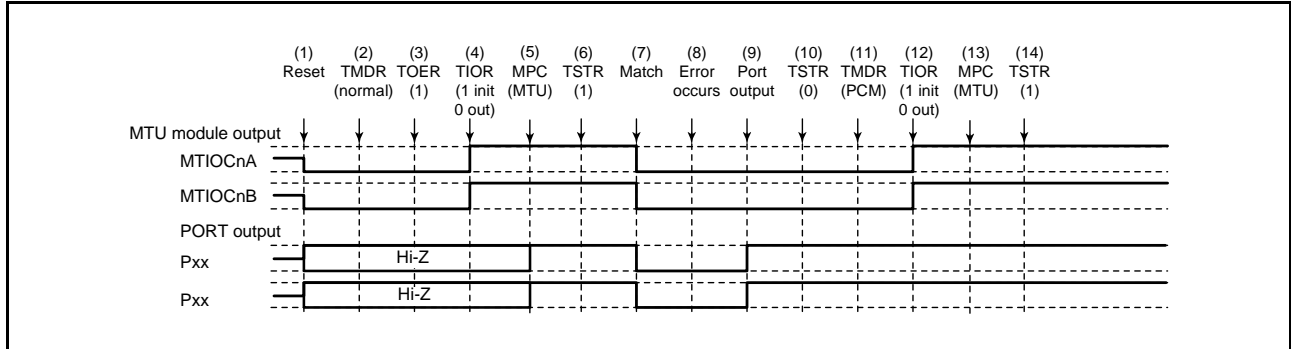 (1) (2) (3) (4) (5) (6) (7) (8) (9) (10) (11) (12) (13) (14)
Reset TMDR TOER TIOR MPC TSTR Match Error Port TSTR TMDR TIOR MPC TSTR
(normal) (1) (1 init (MTU) (1) occurs output (0) (PCM) (1 init (MTU) (1)
0 out) 0 out)
MTU module output
MTIOCnA
MTIOCnB
PORT output
Pxx Hi-Z
Pxx Hi-Z